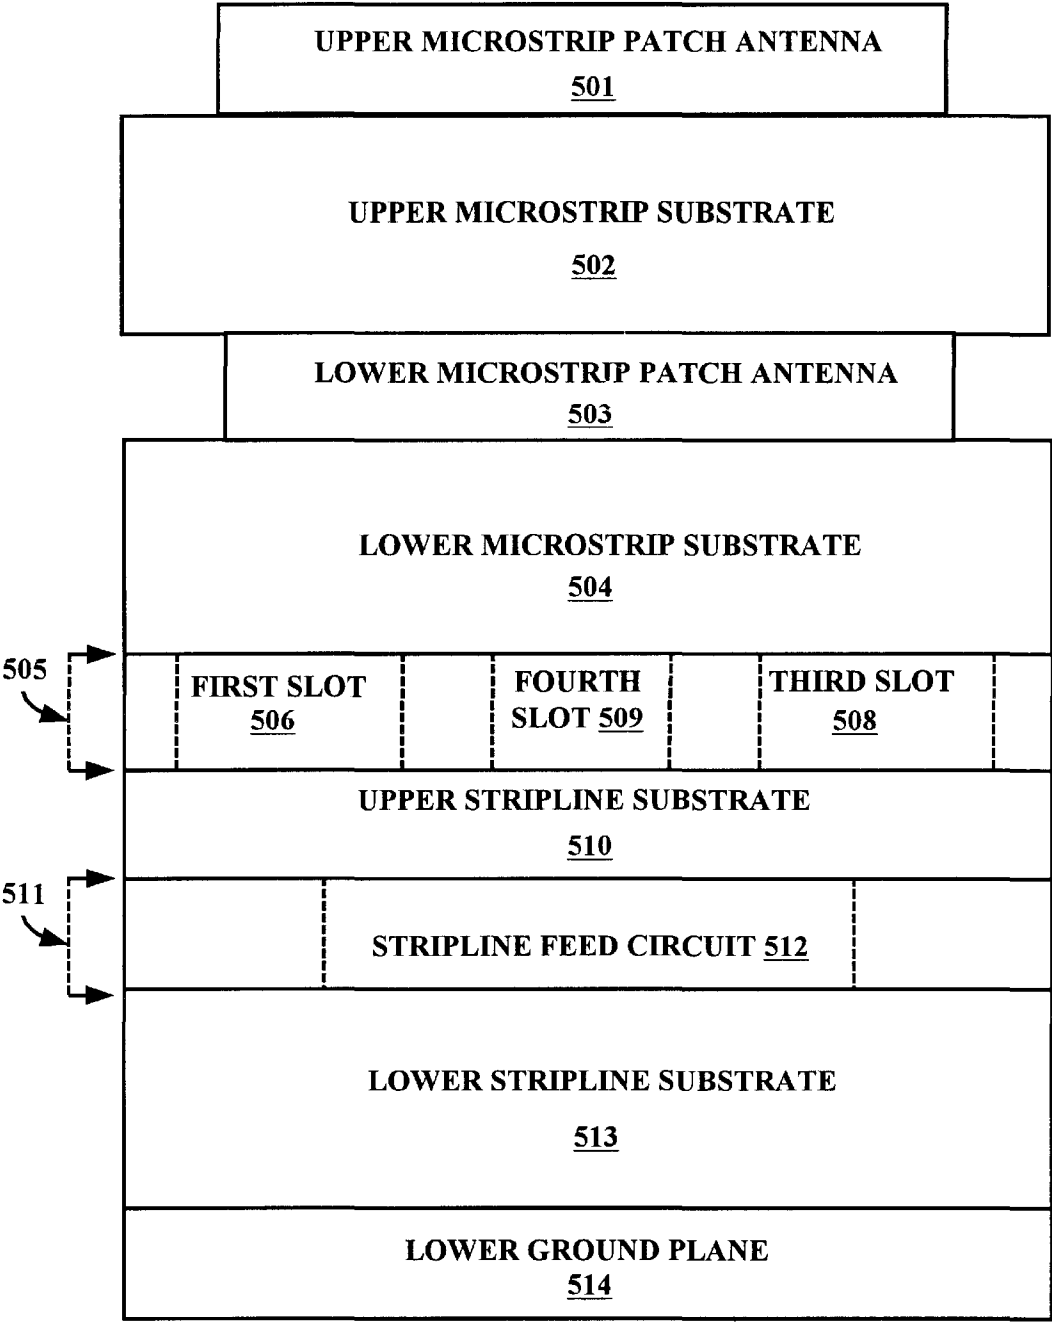 UPPER MICROSTRIP PATCH ANTENNA
501
UPPER MICROSTRIP SUBSTRATE
502
LOWER MICROSTRIP PATCH ANTENNA
503
LOWER MICROSTRIP SUBSTRATE
504
505
FIRST SLOT
506
FOURTH
SLOT 509
THIRD SLOT
508
UPPER STRIPLINE SUBSTRATE
510
511
STRIPLINE FEED CIRCUIT 512
LOWER STRIPLINE SUBSTRATE
513
LOWER GROUND PLANE
514